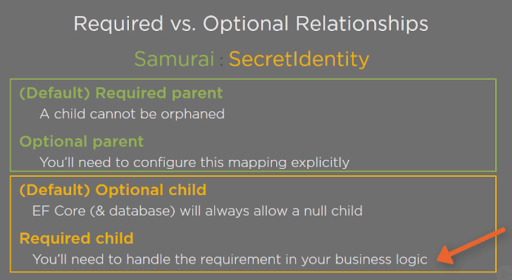 Required vs. Optional Relationships
Samurai : SecretIdentity
(Default) Required parent
A child cannot be orphaned
Optional parent
You'll need to configure this mapping explicitly
(Default) Optional child
EF Core (& database) will always allow a null child
Required child
You'll need to handle the requirement in your business logic